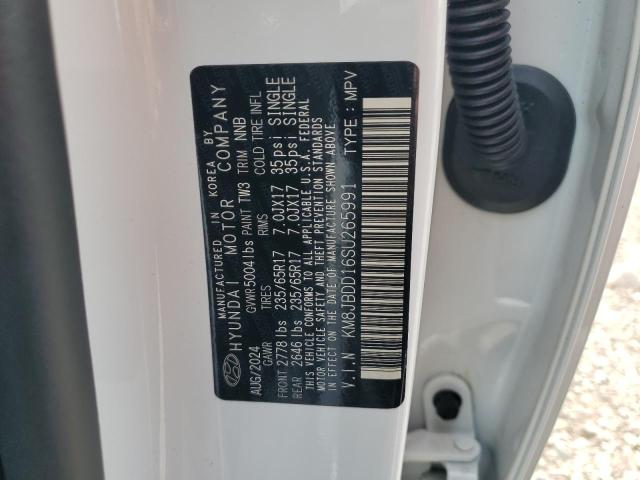 MANUFACTURED IN KOREA BY
HYUNDAI MOTOR COMPANY
AUG/2024 GVWR 5004 lbs PAINT TW3 TRIM NNB
GAWR TIRES RIMS COLD TIRE INFL
FRONT 2778 lbs 235/65R17 7.0JX17 35psi SINGLE
REAR 2646 lbs 235/65R17 7.0JX17 35psi SINGLE
THIS VEHICLE CONFORMS TO ALL APPLICABLE U.S.A. FEDERAL
MOTOR VEHICLE SAFETY AND THEFT PREVENTION STANDARDS
IN EFFECT ON THE DATE OF MANUFACTURE SHOWN ABOVE.
V.I.N KM8JBDD16SU265991 TYPE : MPV